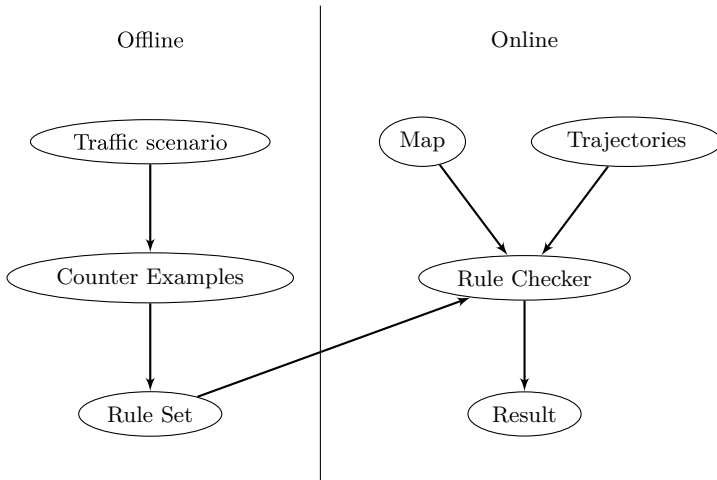 Offline
Online
Traffic scenario
Map
Trajectories
Counter Examples
Rule Checker
Rule Set
Result